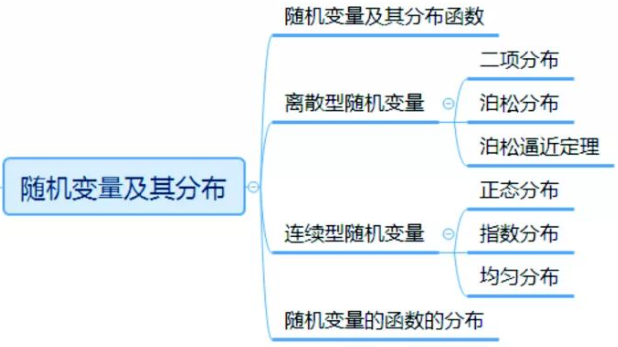 随机变量及其分布
随机变量及其分布函数
离散型随机变量
二项分布
泊松分布
泊松逼近定理
连续型随机变量
正态分布
指数分布
均匀分布
随机变量的函数的分布